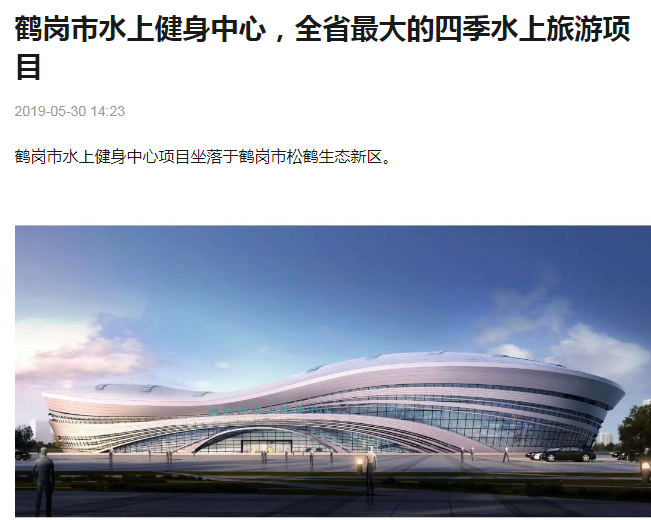 鹤岗市水上健身中心，全省最大的四季水上旅游项
目
2019-05-30 14:23
鹤岗市水上健身中心项目坐落于鹤岗市松鹤生态新区。